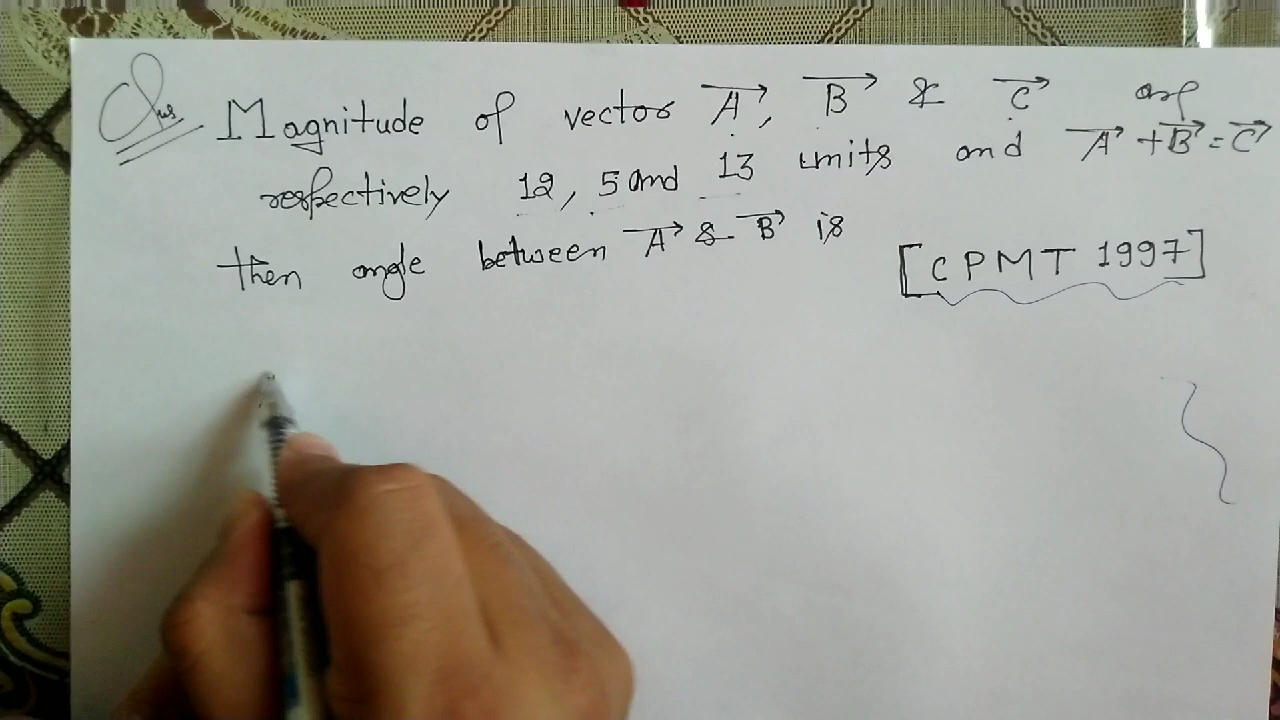 Ques Magnitude of vector A, B & C are
respectively 12, 5 and 13 units and A + B = C
then angle between A & B is
[CPMT 1997]